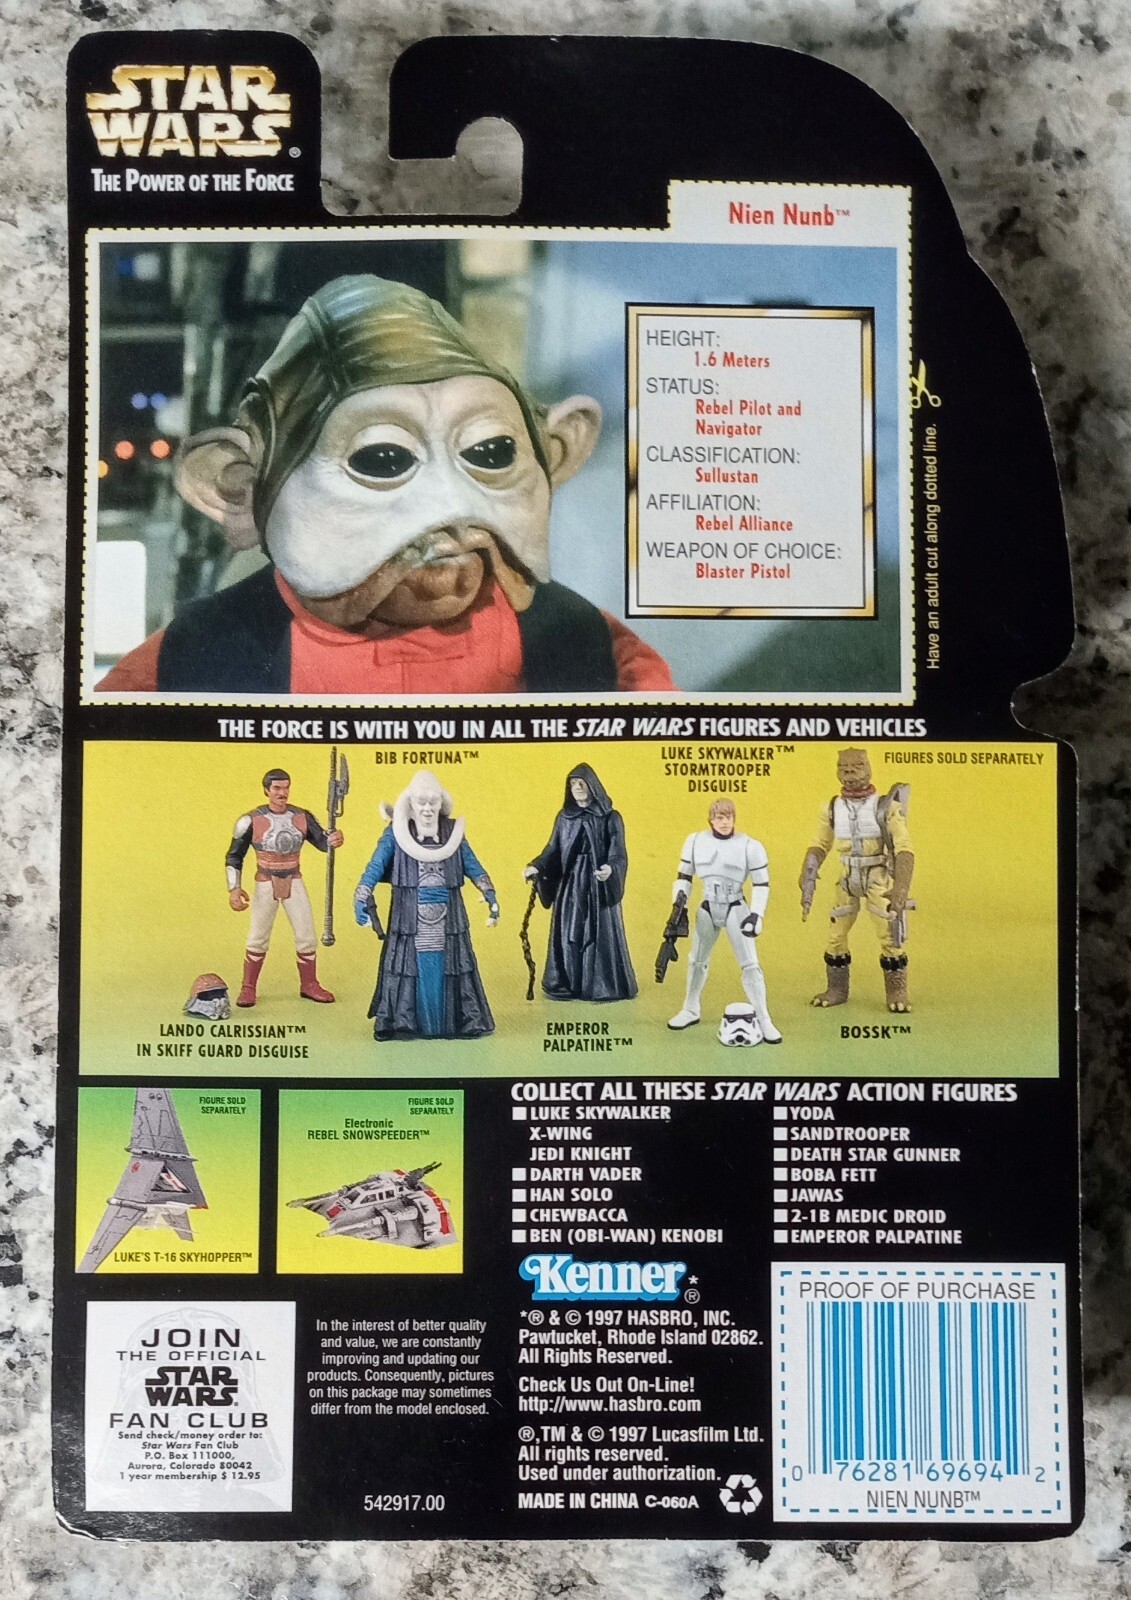 STAR
WARS®
THE POWER OF THE FORCE
Nien Nunb™
HEIGHT:
1.6 Meters
STATUS:
Rebel Pilot and
Navigator
CLASSIFICATION:
Sullustan
AFFILIATION:
Rebel Alliance
WEAPON OF CHOICE:
Blaster Pistol
Have an adult cut along dotted line.
THE FORCE IS WITH YOU IN ALL THE STAR WARS FIGURES AND VEHICLES
BIB FORTUNA™
LUKE SKYWALKER™
STORMTROOPER
DISGUISE
FIGURES SOLD SEPARATELY
LANDO CALRISSIAN™
IN SKIFF GUARD DISGUISE
EMPEROR
PALPATINE™
BOSSK™
FIGURE SOLD
SEPARATELY
LUKE'S T-16 SKYHOPPER™
FIGURE SOLD
SEPARATELY
Electronic
REBEL SNOWSPEEDER™
COLLECT ALL THESE STAR WARS ACTION FIGURES
LUKE SKYWALKER
X-WING
JEDI KNIGHT
DARTH VADER
HAN SOLO
CHEWBACCA
BEN (OBI-WAN) KENOBI
YODA
SANDTROOPER
DEATH STAR GUNNER
BOBA FETT
JAWAS
2-1B MEDIC DROID
EMPEROR PALPATINE
JOIN
THE OFFICIAL
STAR
WARS.
FAN CLUB
Send check/money order to:
Star Wars Fan Club
P.O. Box 111000,
Aurora, Colorado 80042
1 year membership $ 12.95
In the interest of better quality
and value, we are constantly
improving and updating our
products. Consequently, pictures
on this package may sometimes
differ from the model enclosed.
542917.00
Kenner*®
*® & © 1997 HASBRO, INC.
Pawtucket, Rhode Island 02862.
All Rights Reserved.
Check Us Out On-Line!
http://www.hasbro.com
®,TM & © 1997 Lucasfilm Ltd.
All rights reserved.
Used under authorization.
MADE IN CHINA C-060A
PROOF OF PURCHASE
0 76281 69694 2
NIEN NUNB™